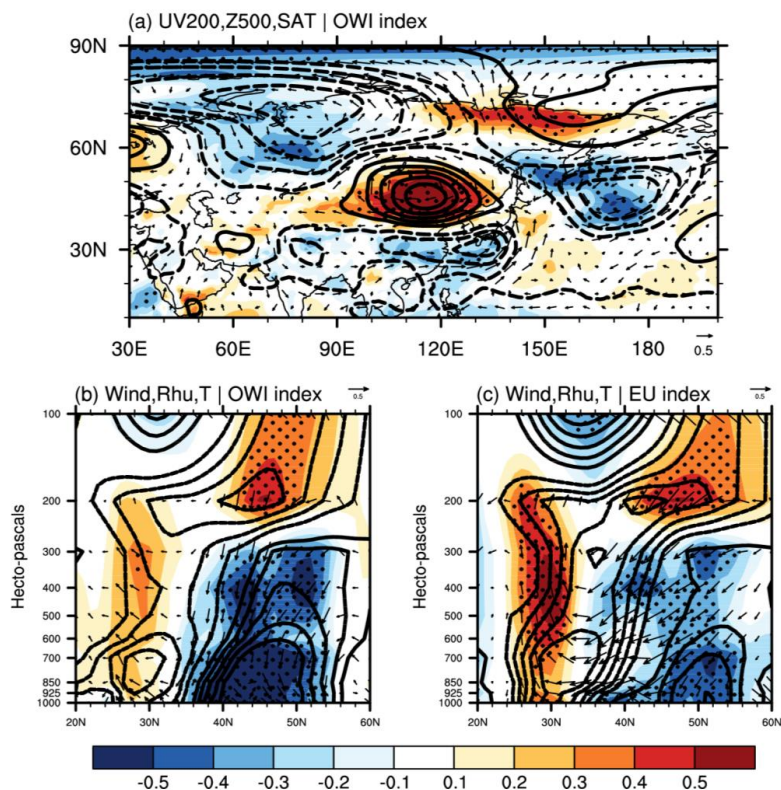 (a) UV200,Z500,SAT | OWI index
90N
60N
30N
30E 60E 90E 120E 150E 180
0.5
(b) Wind,Rhu,T | OWI index
0.5
(c) Wind,Rhu,T | EU index
0.5
Hecto-pascals
100
200
300
400
500
600
700
850
925
1000
20N 30N 40N 50N 60N
Hecto-pascals
100
200
300
400
500
600
700
850
925
1000
20N 30N 40N 50N 60N
-0.5 -0.4 -0.3 -0.2 -0.1 0.1 0.2 0.3 0.4 0.5